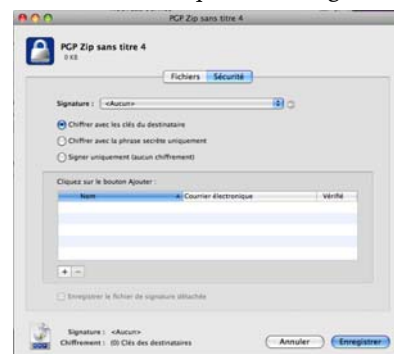 PGP Zip sans titre 4
PGP Zip sans titre 4
0 KB
Fichiers Sécurité
Signature : <Aucun>
Chiffrer avec les clés du destinataire
Chiffrer avec la phrase secrète uniquement
Signer uniquement (aucun chiffrement)
Cliquez sur le bouton Ajouter :
Nom Courrier électronique Vérifié
+ -
Enregistrer le fichier de signature détachée
Signature : <Aucun>
Chiffrement : (0) Clés des destinataires
Annuler Enregistrer